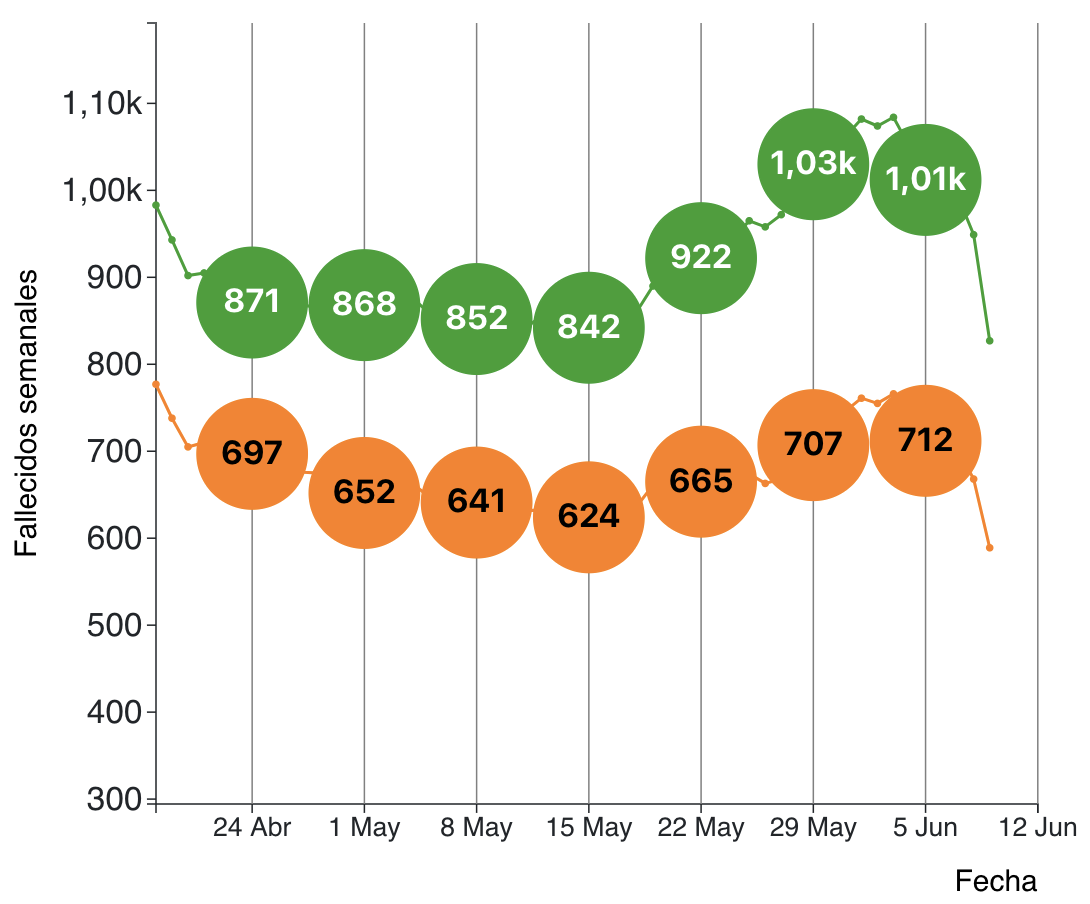 Fallecidos semanales
1,10k
1,00k
900
800
700
600
500
400
300
871
868
852
842
922
1,03k
1,01k
697
652
641
624
665
707
712
24 Abr
1 May
8 May
15 May
22 May
29 May
5 Jun
12 Jun
Fecha